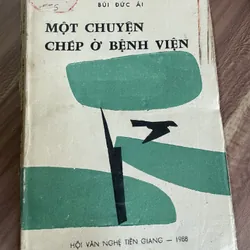 BÙI ĐỨC ÁI
MỘT CHUYỆN
CHÉP Ở BỆNH VIỆN
HỘI VĂN NGHỆ TIỀN GIANG — 1988